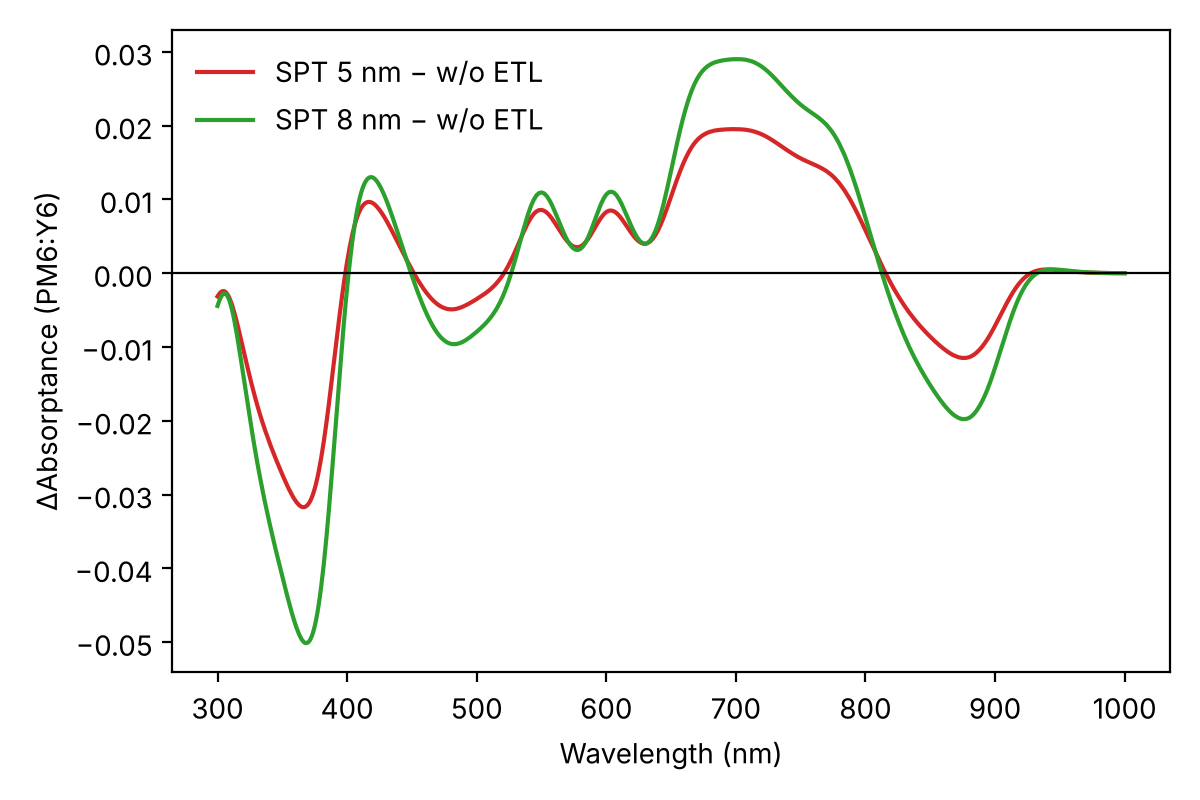 SPT 5 nm − w/o ETL
SPT 8 nm − w/o ETL
ΔAbsorptance (PM6:Y6)
0.03
0.02
0.01
0.00
−0.01
−0.02
−0.03
−0.04
−0.05
300 400 500 600 700 800 900 1000
Wavelength (nm)